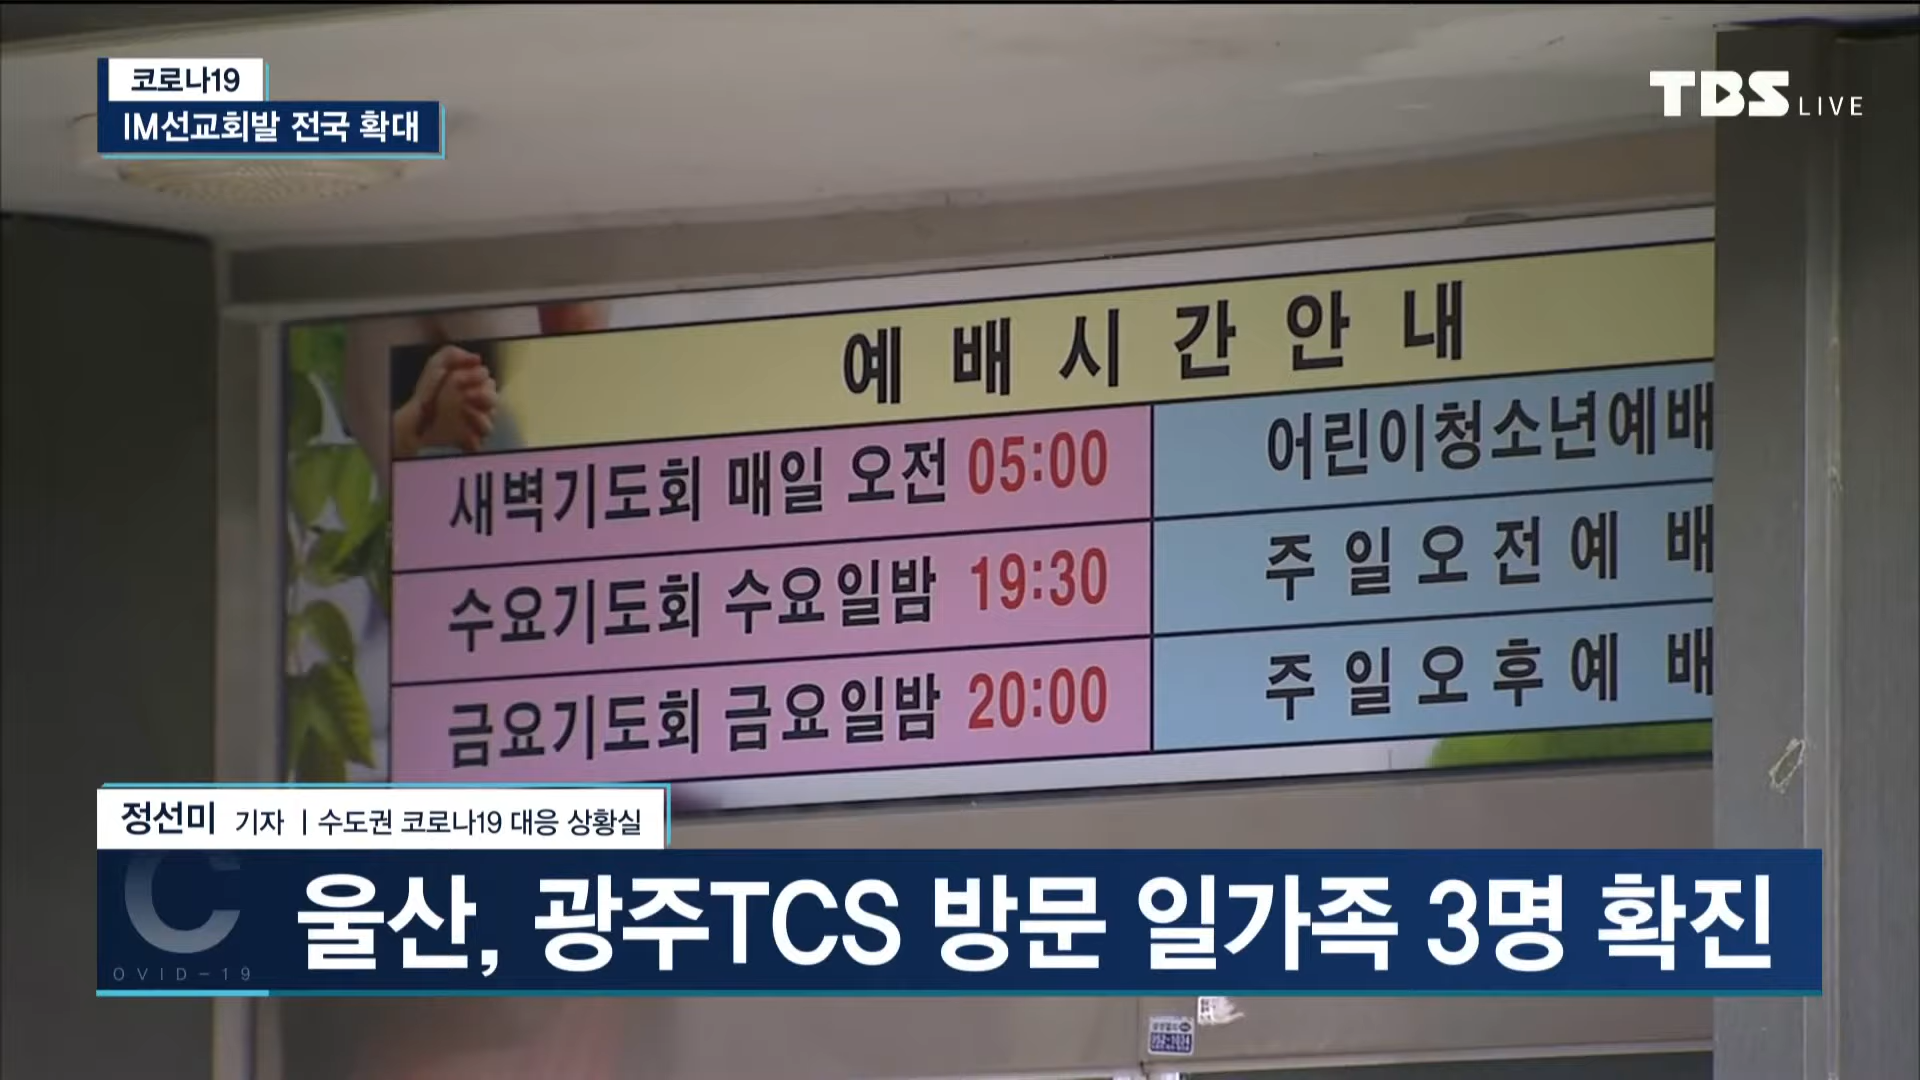 코로나19
IM선교회발 전국 확대
TBS LIVE
예배시간안내
새벽기도회 매일 오전 05:00
어린이청소년예배
수요기도회 수요일밤 19:30
주일오전예배
금요기도회 금요일밤 20:00
주일오후예배
정선미 기자 | 수도권 코로나19 대응 상황실
울산, 광주TCS 방문 일가족 3명 확진
COVID-19